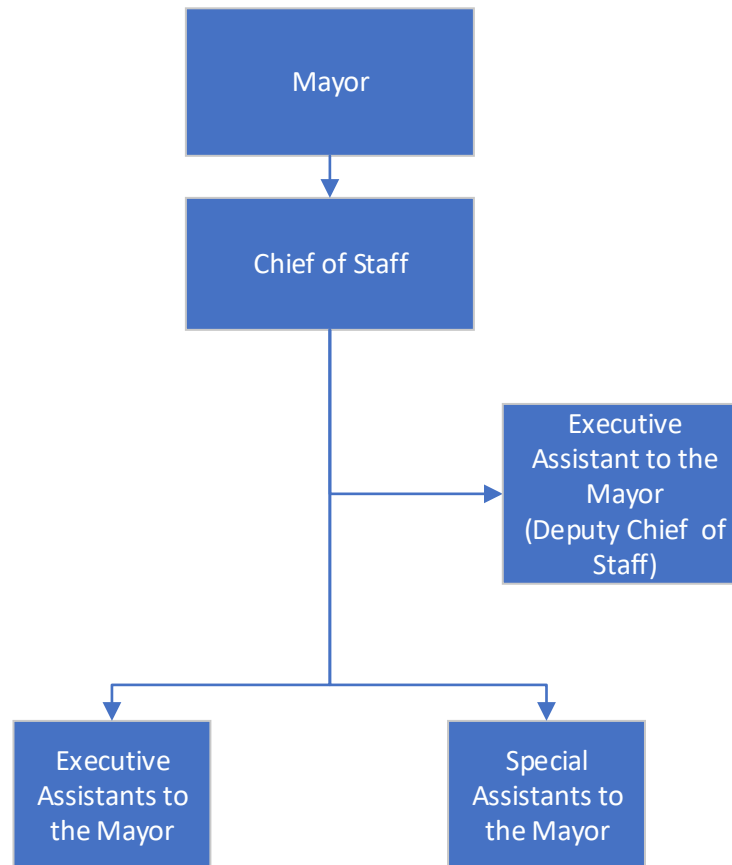 Mayor
Chief of Staff
Executive
Assistant to the
Mayor
(Deputy Chief of
Staff)
Executive
Assistants to
the Mayor
Special
Assistants to
the Mayor